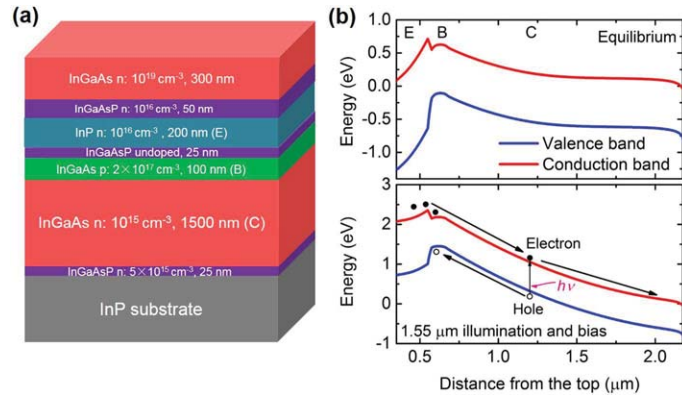 (a)
InGaAs n: 10¹⁹ cm⁻³, 300 nm
InGaAsP n: 10¹⁶ cm⁻³, 50 nm
InP n: 10¹⁶ cm⁻³ , 200 nm (E)
InGaAsP undoped, 25 nm
InGaAs p: 2×10¹⁷ cm⁻³, 100 nm (B)
InGaAs n: 10¹⁵ cm⁻³, 1500 nm (C)
InGaAsP n: 5×10¹⁵ cm⁻³, 25 nm
InP substrate
(b)
E B C Equilibrium
1.0
0.5
0.0
-0.5
-1.0
Energy (eV)
Valence band
Conduction band
3
2
1
0
-1
Energy (eV)
Electron
hν
Hole
1.55 μm illumination and bias
0.5 1.0 1.5 2.0
Distance from the top (μm)